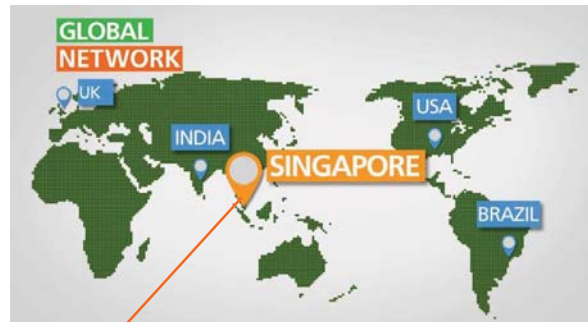 GLOBAL
NETWORK
UK
USA
INDIA
SINGAPORE
BRAZIL